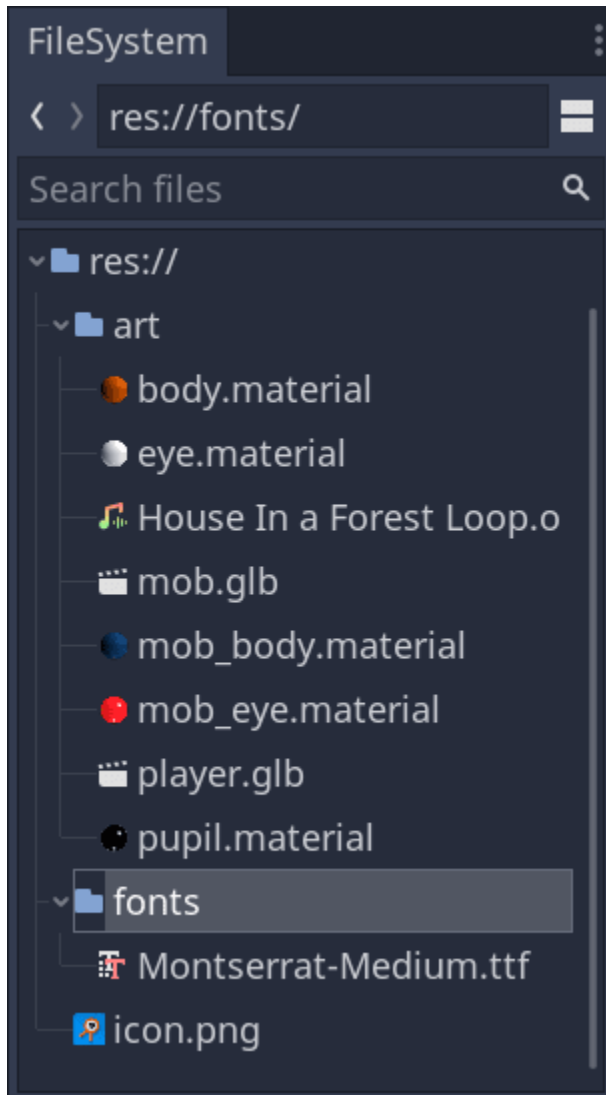 FileSystem
res://fonts/
Search files
res://
art
body.material
eye.material
House In a Forest Loop.o
mob.glb
mob_body.material
mob_eye.material
player.glb
pupil.material
fonts
Montserrat-Medium.ttf
icon.png